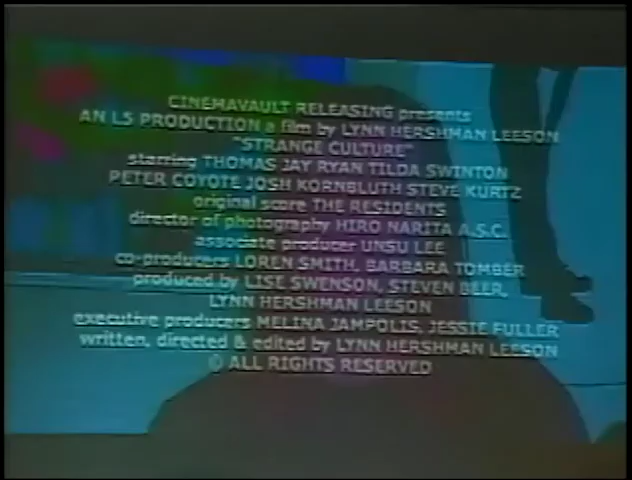 CINEMAVAULT RELEASING presents
AN L5 PRODUCTION a film by LYNN HERSHMAN LEESON
"STRANGE CULTURE"
starring THOMAS JAY RYAN TILDA SWINTON
PETER COYOTE JOSH KORNBLUTH STEVE KURTZ
original score THE RESIDENTS
director of photography HIRO NARITA A.S.C.
associate producer UNSU LEE
co-producers LOREN SMITH, BARBARA TOMBER
produced by LISE SWENSON, STEVEN BEER,
LYNN HERSHMAN LEESON
executive producers MELINA JAMPOLIS, JESSIE FULLER
written, directed & edited by LYNN HERSHMAN LEESON
© ALL RIGHTS RESERVED